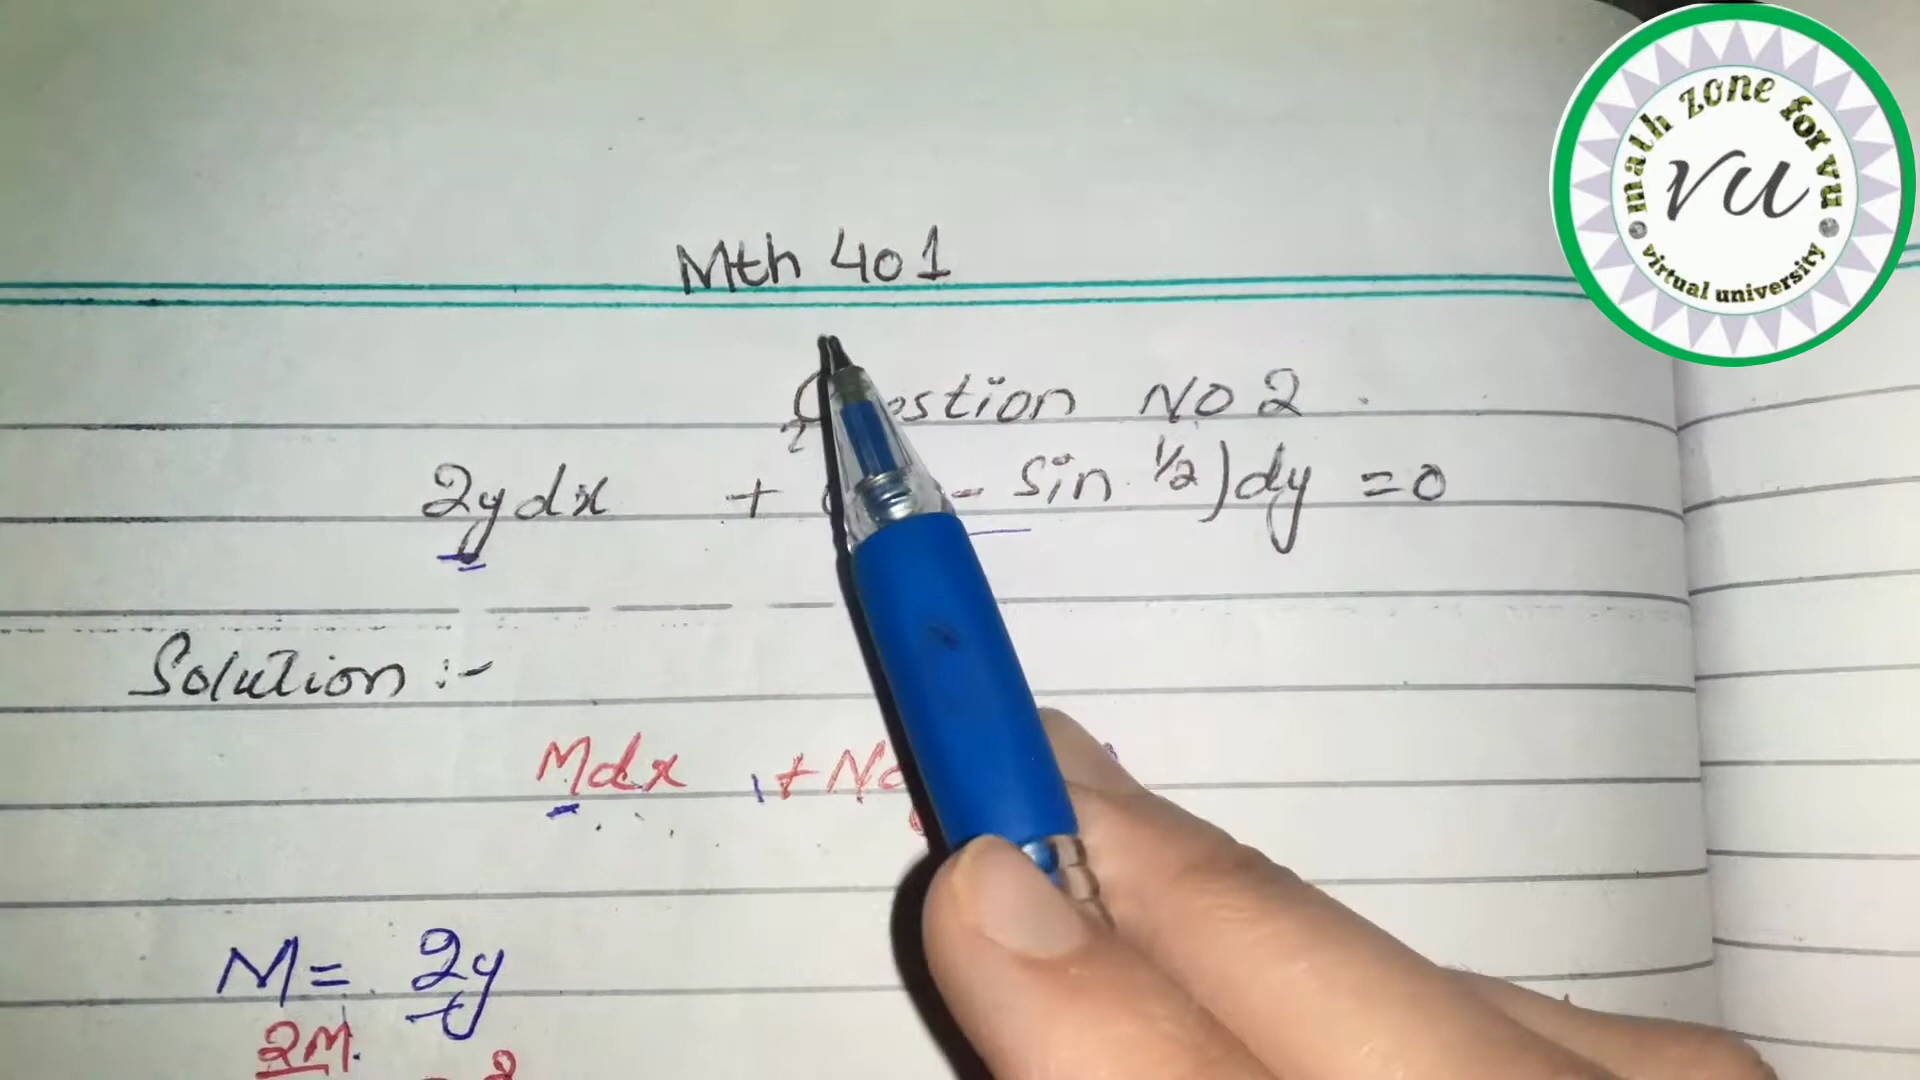 math zone for vu
vu
virtual university
Mth 401
NO 2
2ydx + - Sin 1/2) dy = 0
Solution :-
Mdx + N
M = 2y
2M